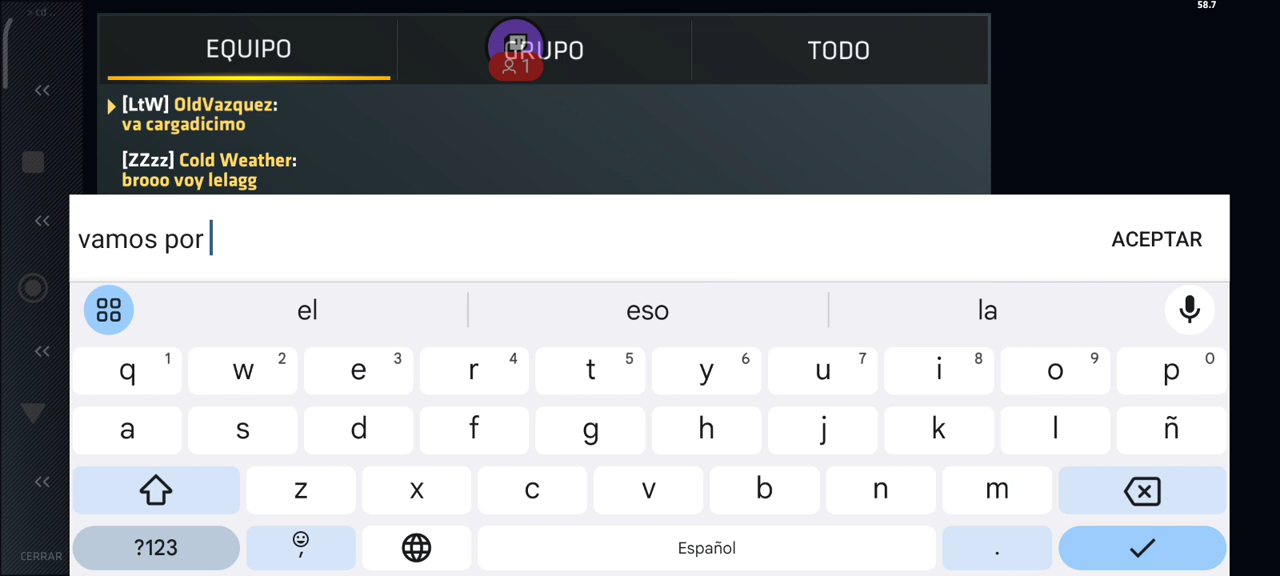 > cd ..
58.7
EQUIPO
GRUPO
TODO
1
[LtW] OldVazquez:
va cargadicimo
[ZZzz] Cold Weather:
brooo voy lelagg
vamos por
ACEPTAR
el
eso
la
q 1 w 2 e 3 r 4 t 5 y 6 u 7 i 8 o 9 p 0
a s d f g h j k l ñ
z x c v b n m
?123
,
Español
.
CERRAR